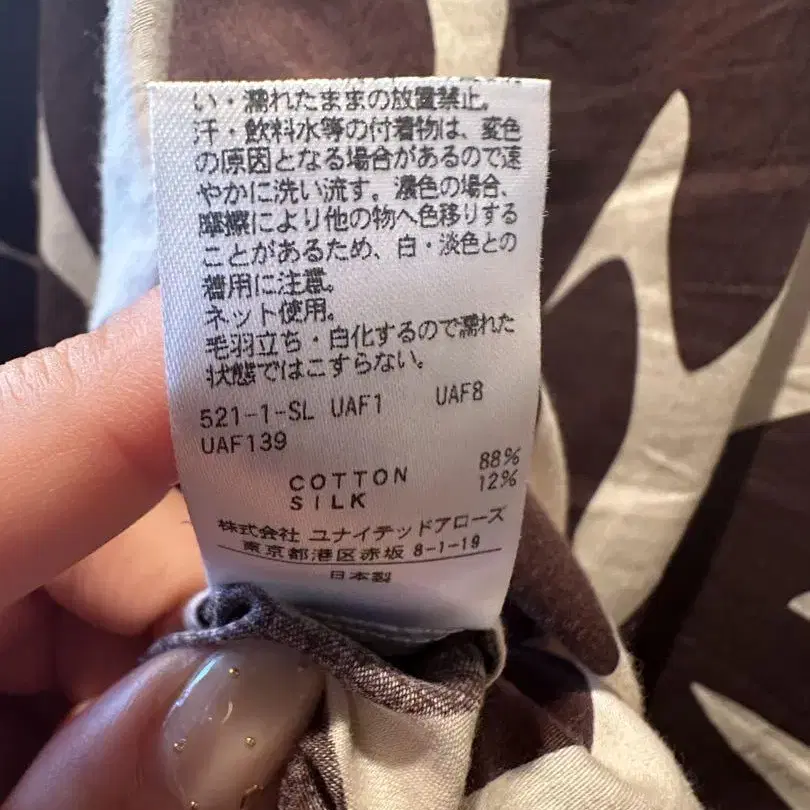 い・濡れたままの放置禁止。
汗・飲料水等の付着物は、変色
の原因となる場合があるので速
やかに洗い流す。濃色の場合、
摩擦により他の物へ色移りする
ことがあるため、白・淡色との
着用に注意。
ネット使用。
毛羽立ち・白化するので濡れた
状態ではこすらない。
521-1-SL UAF1 UAF8
UAF139
COTTON 88%
SILK 12%
株式会社 ユナイテッドアローズ
東京都港区赤坂 8-1-19
日本製